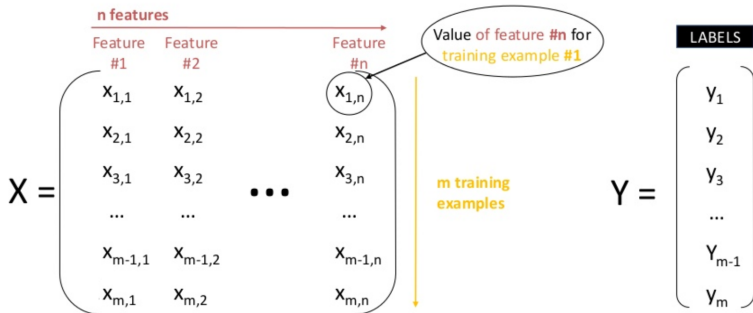 n features
Value of feature #n for
training example #1
LABELS
Feature Feature Feature
#1 #2 #n
X =
x1,1 x1,2 x1,n
x2,1 x2,2 x2,n
x3,1 x3,2 ... x3,n
... ... ...
xm-1,1 xm-1,2 xm-1,n
xm,1 xm,2 xm,n
m training
examples
Y =
y1
y2
y3
...
Ym-1
ym